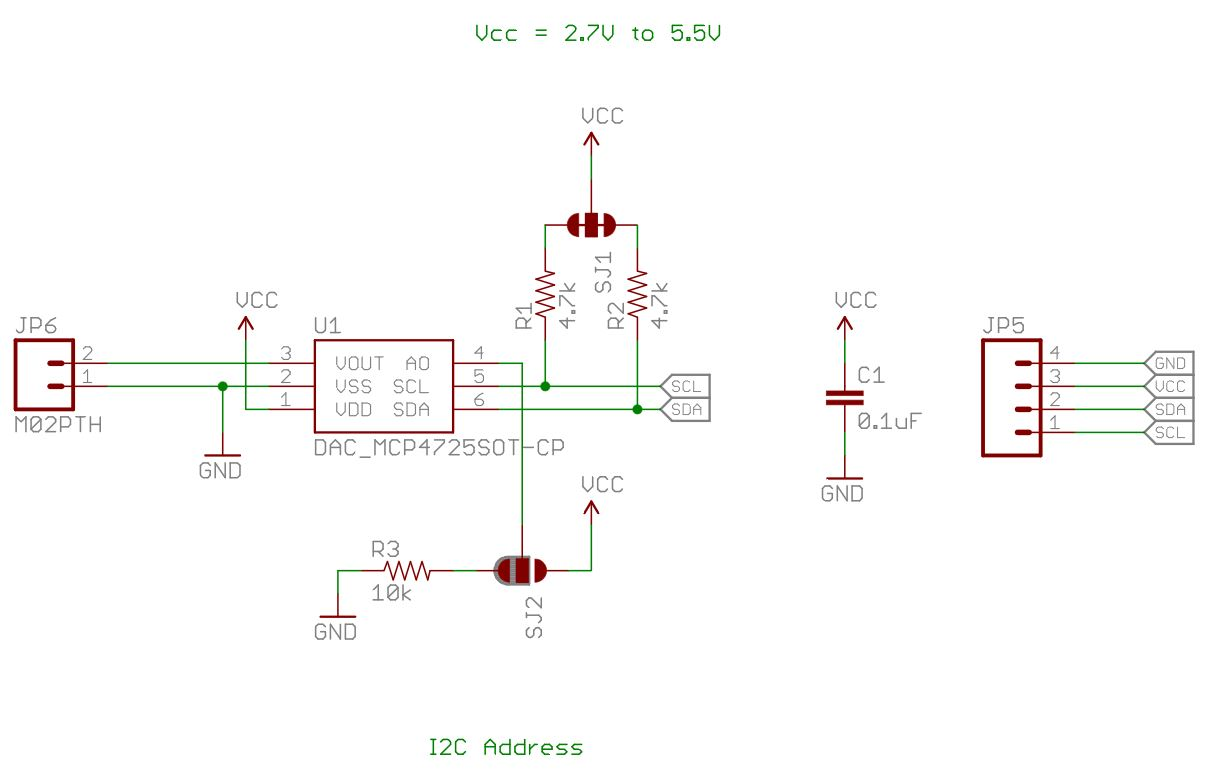 Vcc = 2.7V to 5.5V
VCC
SJ1
R1
4.7k
R2
4.7k
VCC
JP6
2
1
M02PTH
GND
U1
3
2
1
VOUT A0
VSS SCL
VDD SDA
4
5
6
DAC_MCP4725SOT-CP
SCL
SDA
VCC
C1
0.1uF
GND
JP5
4
3
2
1
GND
VCC
SDA
SCL
VCC
R3
10k
GND
SJ2
I2C Address